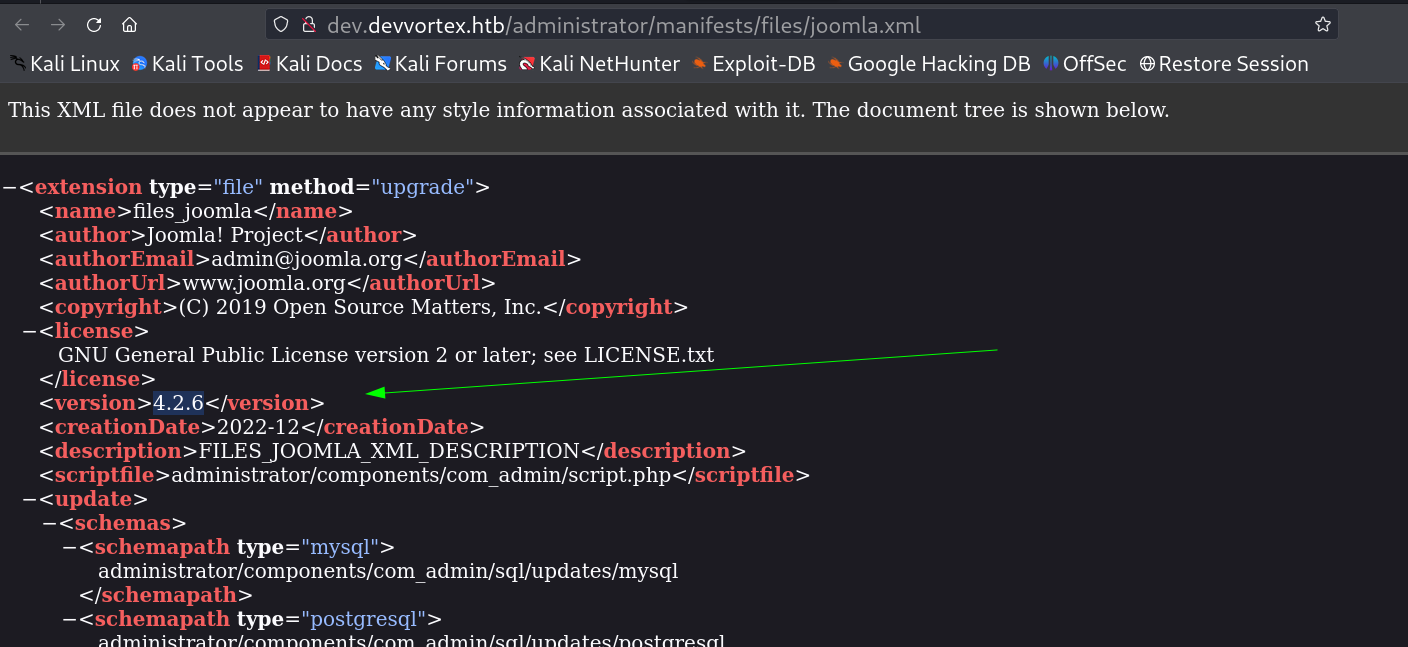 dev.devvortex.htb/administrator/manifests/files/joomla.xml
Kali Linux Kali Tools Kali Docs Kali Forums Kali NetHunter Exploit-DB Google Hacking DB OffSec Restore Session
This XML file does not appear to have any style information associated with it. The document tree is shown below.
−<extension type="file" method="upgrade">
<name>files_joomla</name>
<author>Joomla! Project</author>
<authorEmail>admin@joomla.org</authorEmail>
<authorUrl>www.joomla.org</authorUrl>
<copyright>(C) 2019 Open Source Matters, Inc.</copyright>
−<license>
GNU General Public License version 2 or later; see LICENSE.txt
</license>
<version>4.2.6</version>
<creationDate>2022-12</creationDate>
<description>FILES_JOOMLA_XML_DESCRIPTION</description>
<scriptfile>administrator/components/com_admin/script.php</scriptfile>
−<update>
−<schemas>
−<schemapath type="mysql">
administrator/components/com_admin/sql/updates/mysql
</schemapath>
−<schemapath type="postgresql">
administrator/components/com_admin/sql/updates/postgresql